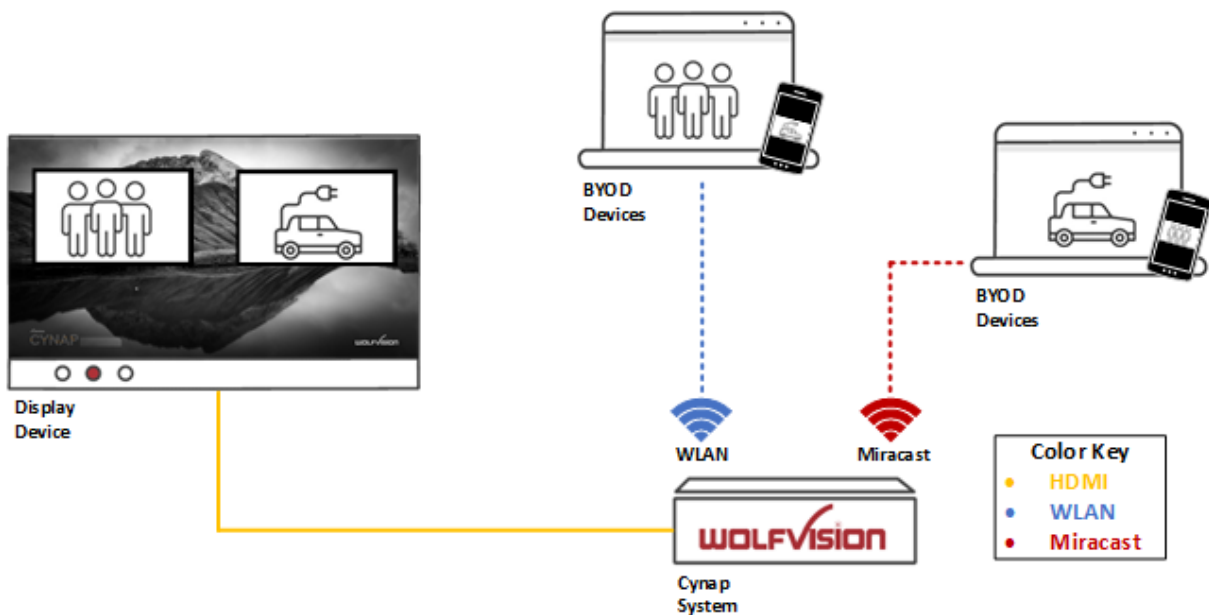 BYOD
Devices
BYOD
Devices
CYNAP
WOLFVISION
Display
Device
WLAN
Miracast
Color Key
• HDMI
• WLAN
• Miracast
WOLFVISION
Cynap
System